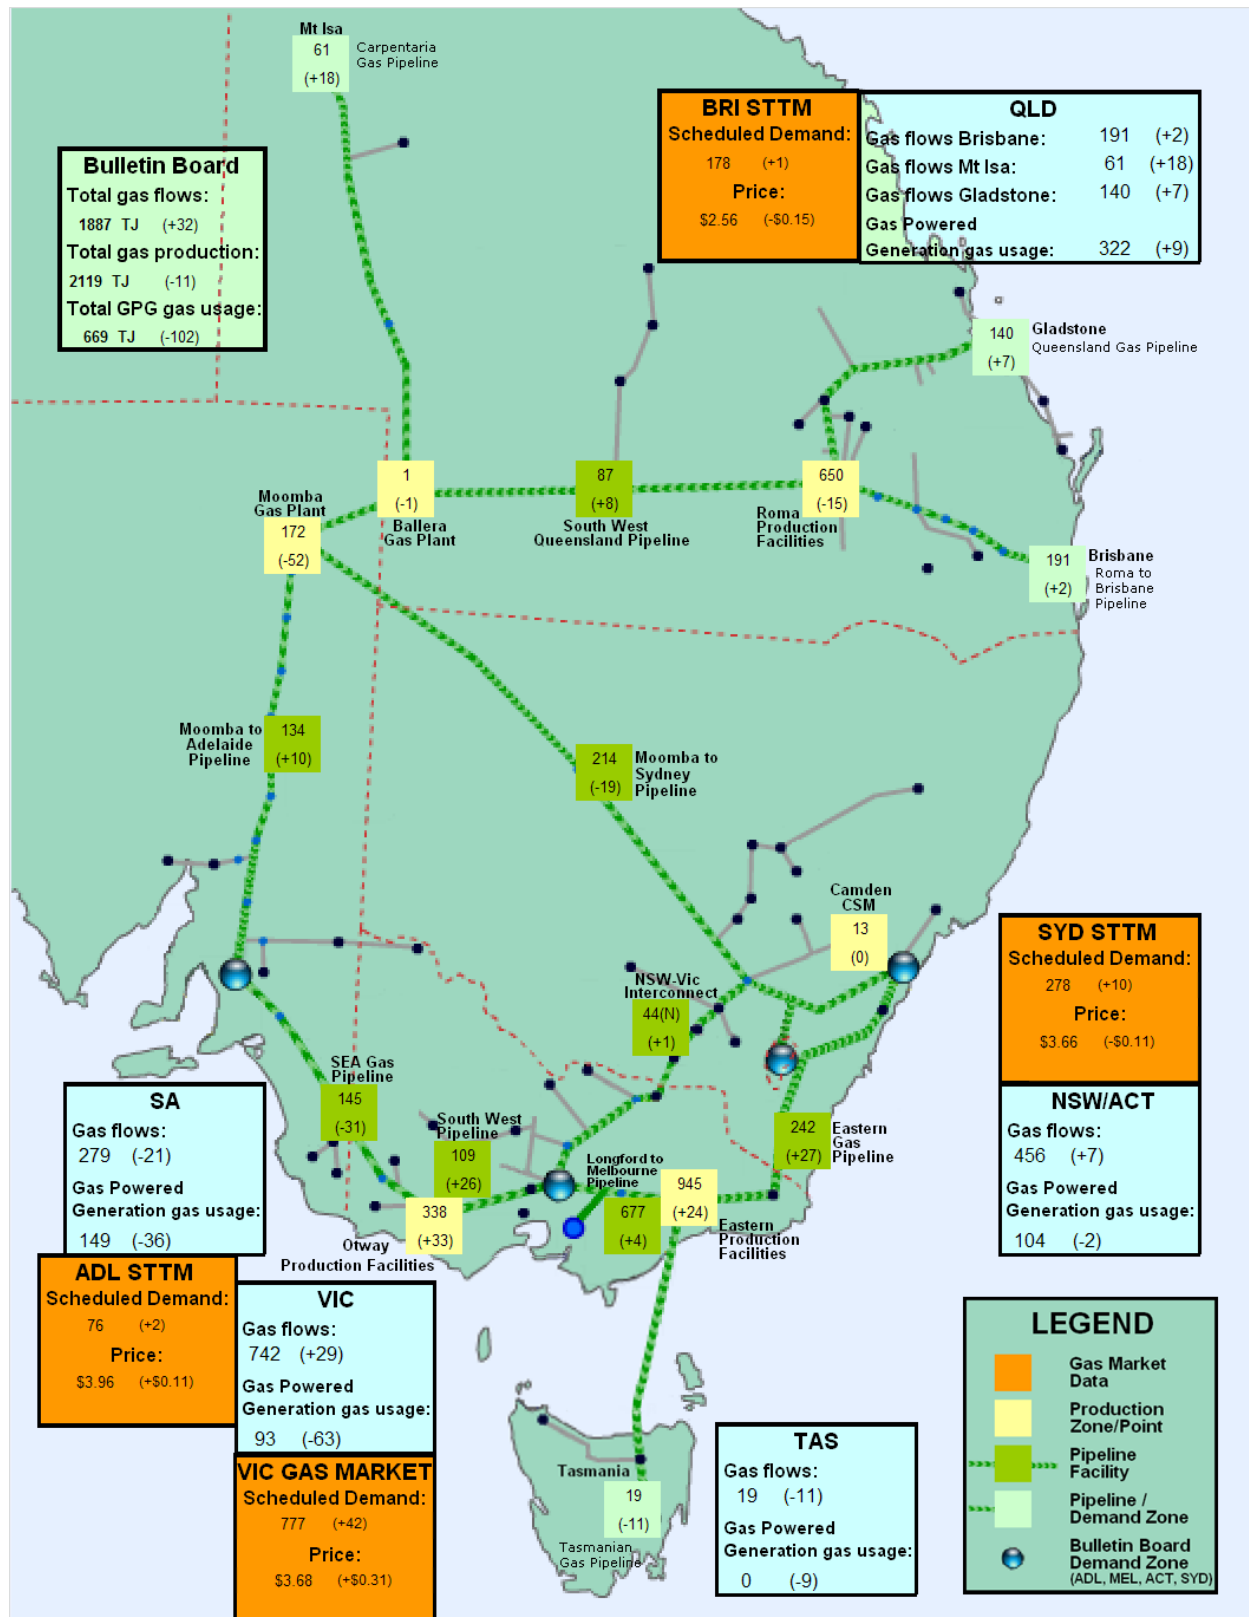 Mt Isa
61
(+18)
Carpentaria
Gas Pipeline
BRI STTM
Scheduled Demand:
178 (+1)
Price:
$2.56 (-$0.15)
QLD
Gas flows Brisbane: 191 (+2)
Gas flows Mt Isa: 61 (+18)
Gas flows Gladstone: 140 (+7)
Gas Powered
Generation gas usage: 322 (+9)
Bulletin Board
Total gas flows:
1887 TJ (+32)
Total gas production:
2119 TJ (-11)
Total GPG gas usage:
669 TJ (-102)
140
(+7)
Gladstone
Queensland Gas Pipeline
1
(-1)
Ballera
Gas Plant
87
(+8)
South West
Queensland Pipeline
650
(-15)
Roma
Production
Facilities
Moomba
Gas Plant
172
(-52)
191
(+2)
Brisbane
Roma to
Brisbane
Pipeline
Moomba to
Adelaide
Pipeline
134
(+10)
214
(-19)
Moomba to
Sydney
Pipeline
Camden
CSM
13
(0)
SYD STTM
Scheduled Demand:
278 (+10)
Price:
$3.66 (-$0.11)
NSW-Vic
Interconnect
44(N)
(+1)
SEA Gas
Pipeline
145
(-31)
South West
Pipeline
109
(+26)
Longford to
Melbourne
Pipeline
677
(+4)
945
(+24)
Eastern
Production
Facilities
242
(+27)
Eastern
Gas
Pipeline
NSW/ACT
Gas flows:
456 (+7)
Gas Powered
Generation gas usage:
104 (-2)
SA
Gas flows:
279 (-21)
Gas Powered
Generation gas usage:
149 (-36)
338
(+33)
Otway
Production Facilities
ADL STTM
Scheduled Demand:
76 (+2)
Price:
$3.96 (+$0.11)
VIC
Gas flows:
742 (+29)
Gas Powered
Generation gas usage:
93 (-63)
VIC GAS MARKET
Scheduled Demand:
777 (+42)
Price:
$3.68 (+$0.31)
Tasmania
19
(-11)
Tasmanian
Gas Pipeline
TAS
Gas flows:
19 (-11)
Gas Powered
Generation gas usage:
0 (-9)
LEGEND
Gas Market
Data
Production
Zone/Point
Pipeline
Facility
Pipeline /
Demand Zone
Bulletin Board
Demand Zone
(ADL, MEL, ACT, SYD)